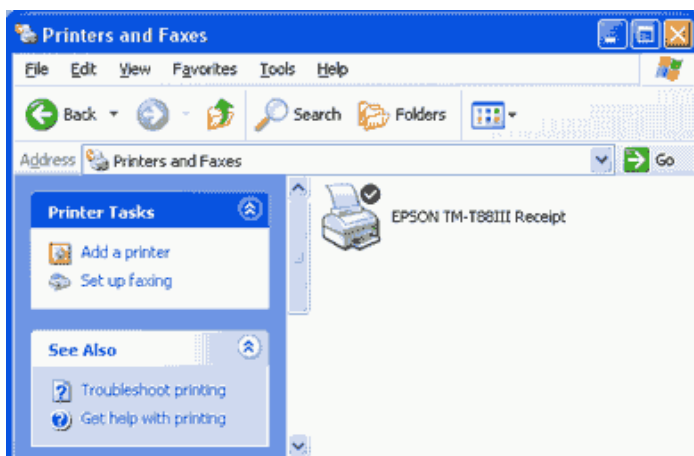 Printers and Faxes
File Edit View Favorites Tools Help
Back Search Folders
Address Printers and Faxes Go
Printer Tasks
Add a printer
Set up faxing
See Also
Troubleshoot printing
Get help with printing
EPSON TM-T88III Receipt